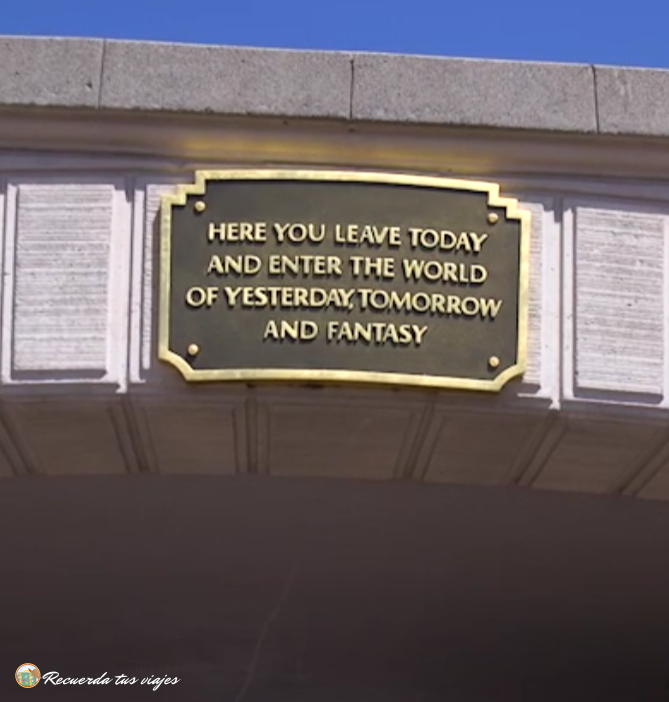 HERE YOU LEAVE TODAY
AND ENTER THE WORLD
OF YESTERDAY, TOMORROW
AND FANTASY
Recuerda tus viajes